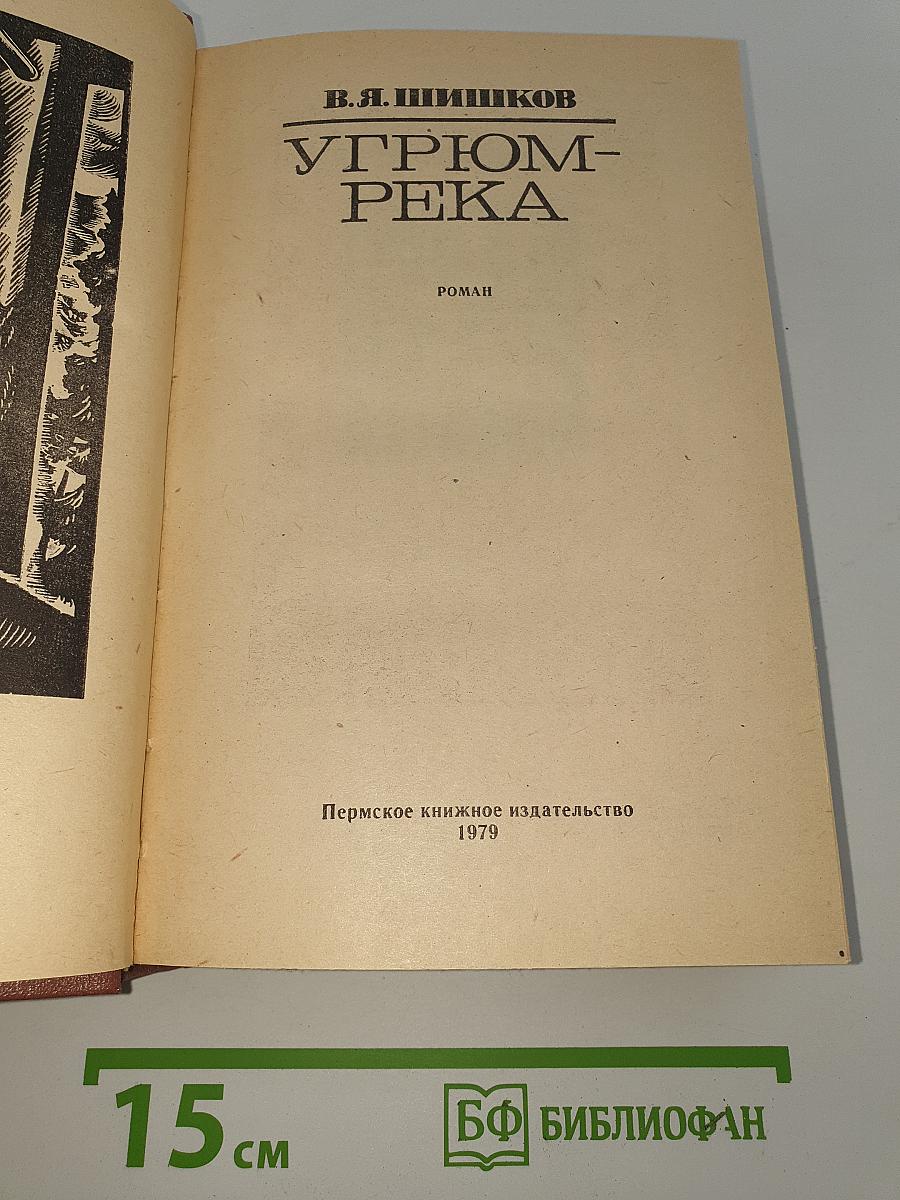 В. Я. ШИШКОВ
УГРЮМ-
РЕКА
РОМАН
Пермское книжное издательство
1979
15 см
БФ БИБЛИОФАН